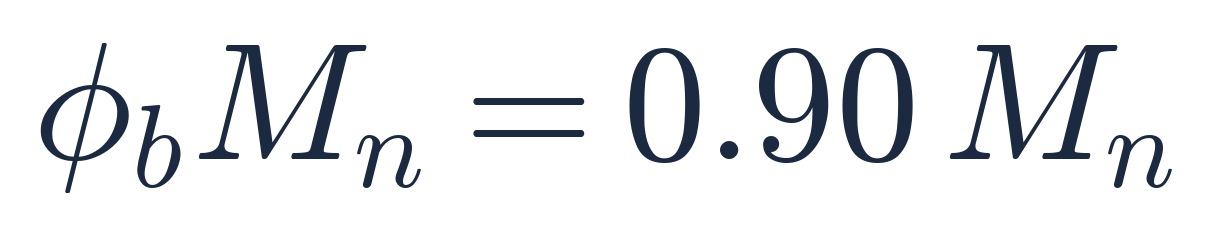 ϕ_b M_n = 0.90 M_n